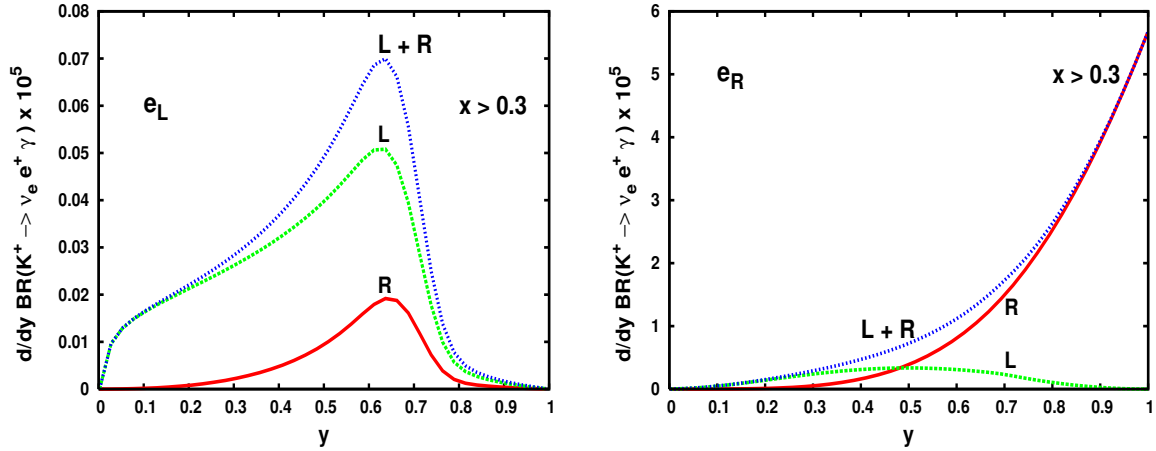 d/dy BR(K⁺ −> νₑ e⁺ γ ) x 10⁵
0.08
0.07
0.06
0.05
0.04
0.03
0.02
0.01
0
e_L
L + R
x > 0.3
L
R
0 0.1 0.2 0.3 0.4 0.5 0.6 0.7 0.8 0.9 1
y
d/dy BR(K⁺ −> νₑ e⁺ γ ) x 10⁵
6
5
4
3
2
1
0
e_R
x > 0.3
L + R
R
L
0 0.1 0.2 0.3 0.4 0.5 0.6 0.7 0.8 0.9 1
y